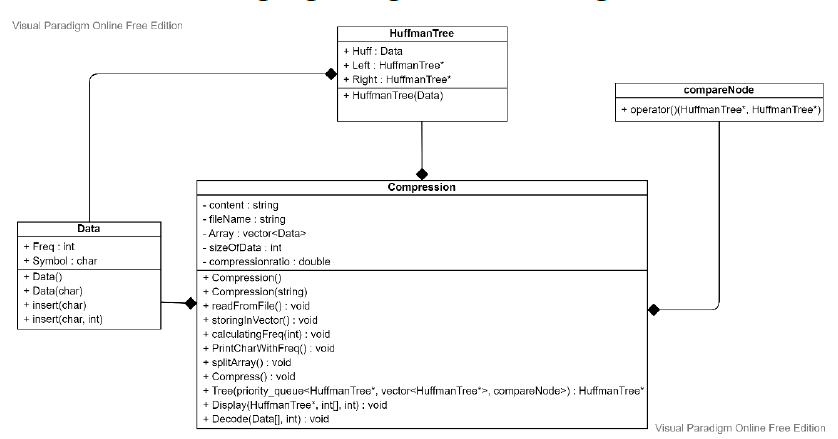 Visual Paradigm Online Free Edition
HuffmanTree
+ Huff : Data
+ Left : HuffmanTree*
+ Right : HuffmanTree*
+ HuffmanTree(Data)
compareNode
+ operator()(HuffmanTree*, HuffmanTree*)
Compression
- content : string
- fileName : string
- Array : vector<Data>
- sizeOfData : int
- compressionratio : double
+ Compression()
+ Compression(string)
+ readFromFile() : void
+ storingInVector() : void
+ calculatingFreq(int) : void
+ PrintCharWithFreq() : void
+ splitArray() : void
+ Compress() : void
+ Tree(priority_queue<HuffmanTree*, vector<HuffmanTree*>, compareNode>) : HuffmanTree*
+ Display(HuffmanTree*, int[], int) : void
+ Decode(Data[], int) : void
Data
+ Freq : int
+ Symbol : char
+ Data()
+ Data(char)
+ insert(char)
+ insert(char, int)
Visual Paradigm Online Free Edition